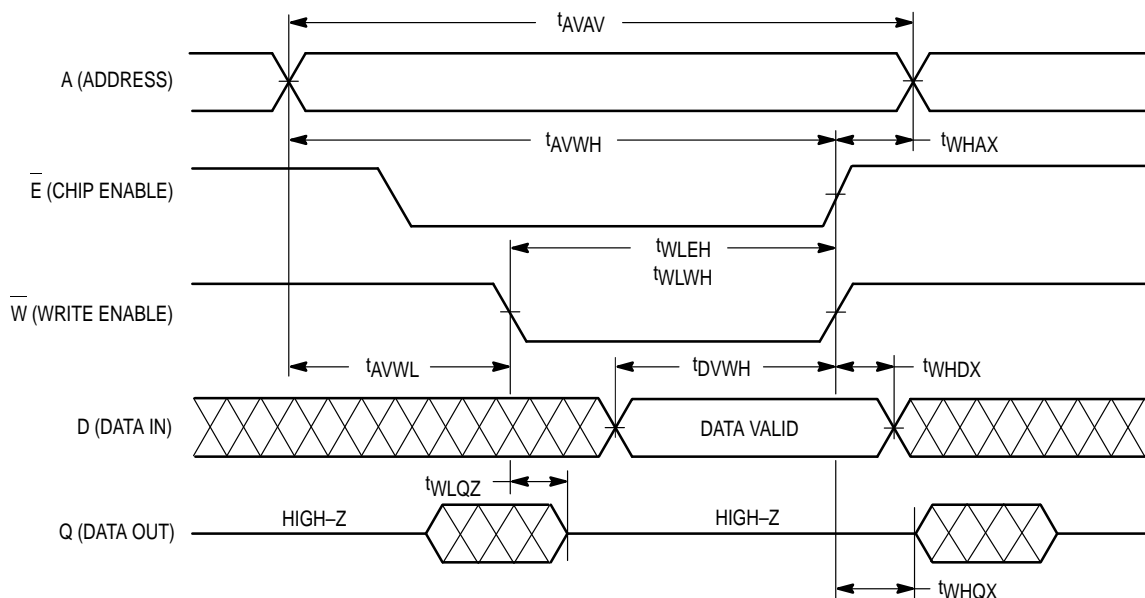 tAVAV
A (ADDRESS)
tAVWH
tWHAX
E (CHIP ENABLE)
tWLEH
tWLWH
W (WRITE ENABLE)
tAVWL
tDVWH
tWHDX
D (DATA IN)
DATA VALID
tWLQZ
Q (DATA OUT)
HIGH–Z
HIGH–Z
tWHQX